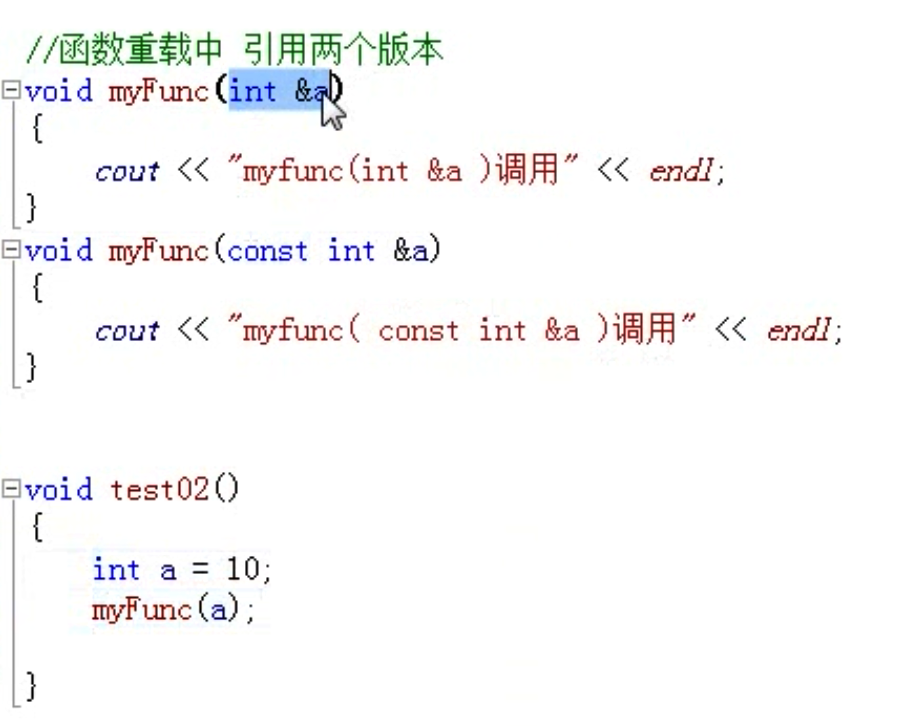 //函数重载中 引用两个版本
void myFunc(int &a)
{
    cout << "myfunc(int &a )调用" << endl;
}
void myFunc(const int &a)
{
    cout << "myfunc( const int &a )调用" << endl;
}
void test02()
{
    int a = 10;
    myFunc(a);
}